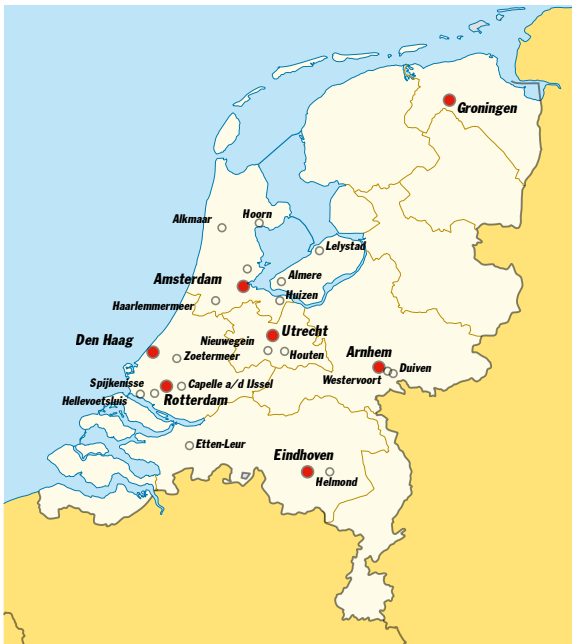 Groningen
Hoorn
Alkmaar
Lelystad
Almere
Amsterdam
Huizen
Haarlemmermeer
Utrecht
Den Haag
Nieuwegein
Houten
Zoetermeer
Arnhem
Duiven
Westervoort
Spijkenisse
Capelle a/d IJssel
Hellevoetsluis
Rotterdam
Etten-Leur
Eindhoven
Helmond